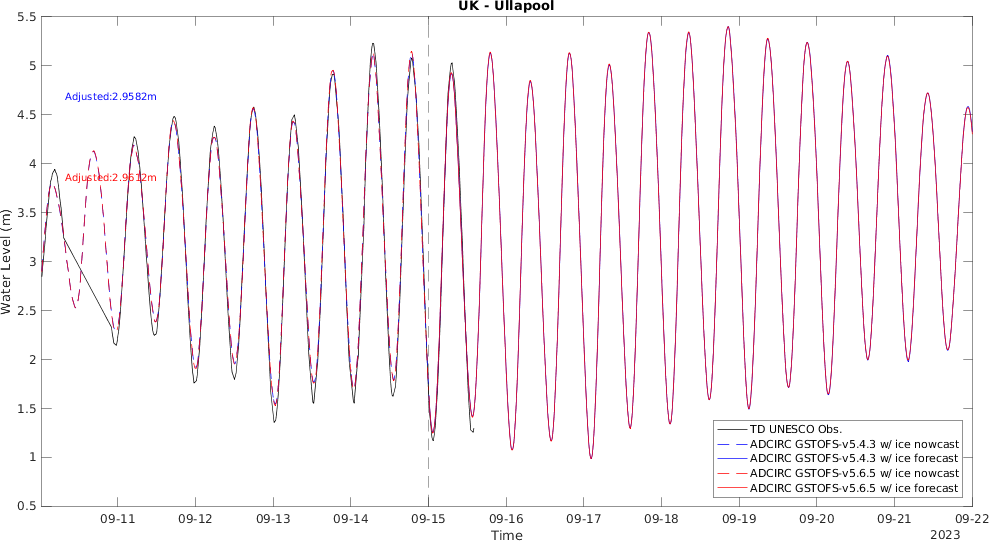 UK - Ullapool
5.5
5
4.5
4
3.5
3
2.5
2
1.5
1
0.5
Water Level (m)
Adjusted:2.9582m
Adjusted:2.9512m
TD UNESCO Obs.
ADCIRC GSTOFS-v5.4.3 w/ ice nowcast
ADCIRC GSTOFS-v5.4.3 w/ ice forecast
ADCIRC GSTOFS-v5.6.5 w/ ice nowcast
ADCIRC GSTOFS-v5.6.5 w/ ice forecast
09-11 09-12 09-13 09-14 09-15 09-16 09-17 09-18 09-19 09-20 09-21 09-22
Time
2023